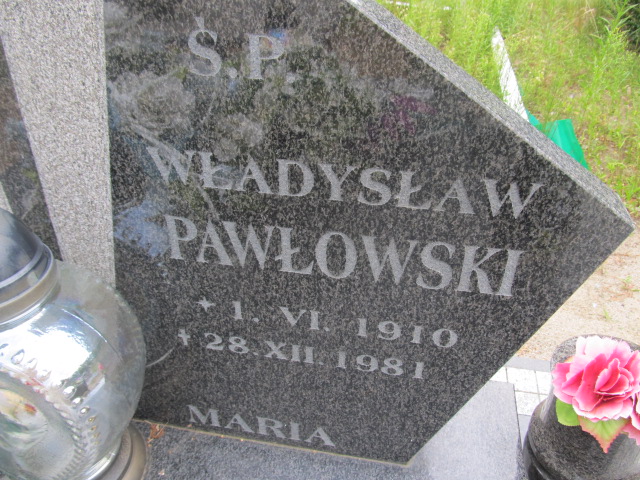 Ś.P.
WŁADYSŁAW
PAWŁOWSKI
* 1. VI. 1910
+ 28.XII.1981
MARIA